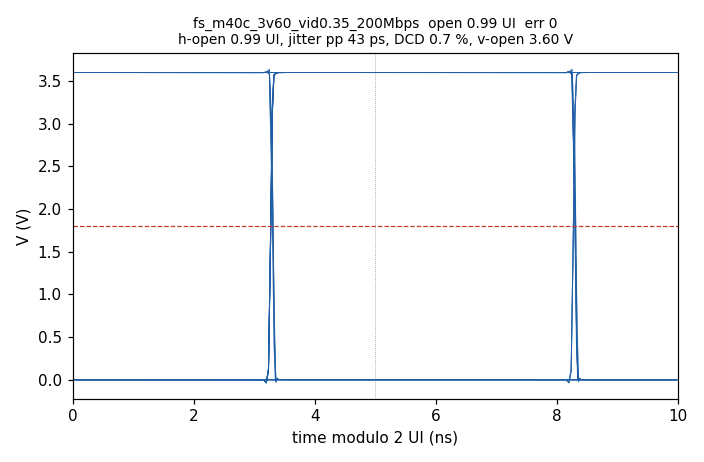 fs_m40c_3v60_vid0.35_200Mbps  open 0.99 UI  err 0
h-open 0.99 UI, jitter pp 43 ps, DCD 0.7 %, v-open 3.60 V
V (V)
3.5
3.0
2.5
2.0
1.5
1.0
0.5
0.0
0 2 4 6 8 10
time modulo 2 UI (ns)